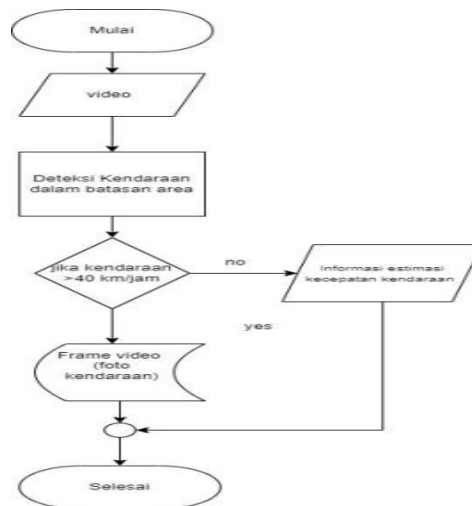 Mulai
video
Deteksi Kendaraan
dalam batasan area
jika kendaraan
>40 km/jam
no
Informasi estimasi
kecepatan kendaraan
yes
Frame video
(foto
kendaraan)
Selesai